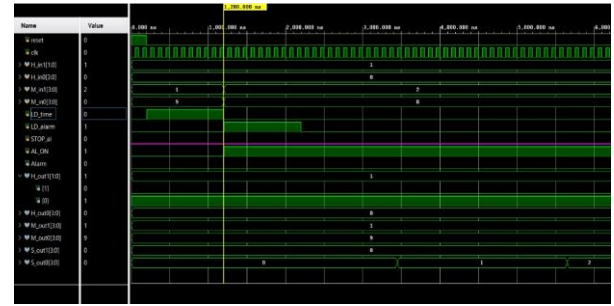 1,200.000 ns
Name Value 0.000 ns 1,000.000 ns 2,000.000 ns 3,000.000 ns 4,000.000 ns 5,000.000 ns
reset 0
clk 0
H_in1[1:0] 1 1
H_in0[3:0] 0 0
M_in1[3:0] 2 1 2
M_in0[3:0] 0 9 0
LD_time 0
LD_alarm 1
STOP_al 0
AL_ON 1
Alarm 0
H_out1[1:0] 1 1
[1] 0
[0] 1
H_out0[3:0] 0 0
M_out1[3:0] 1 1
M_out0[3:0] 9 9
S_out1[3:0] 0 0
S_out0[3:0] 0 0 1 2